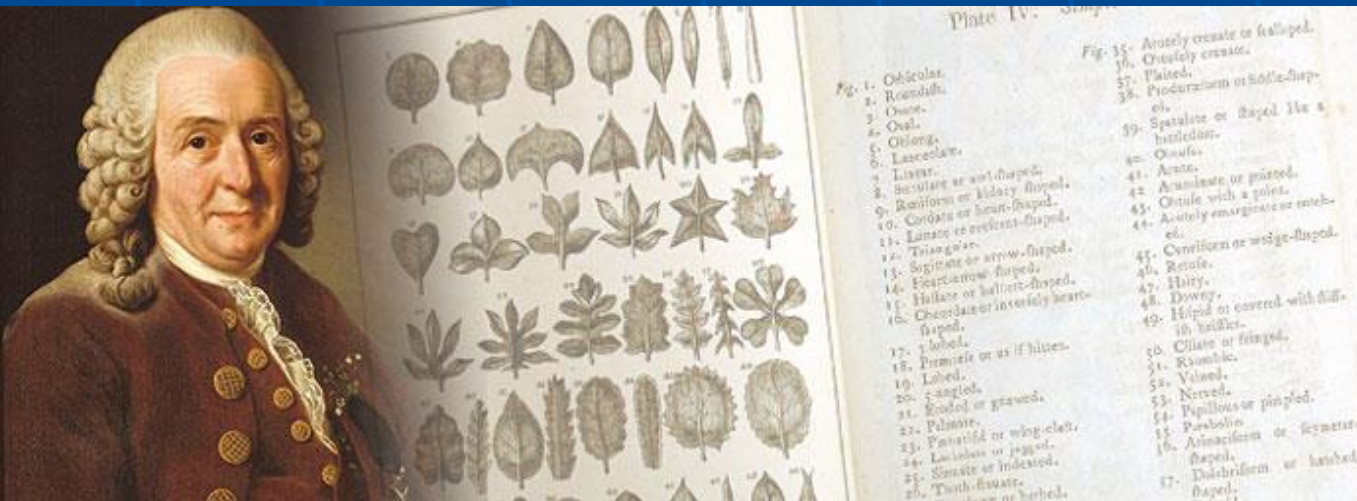 Plate IV.
Fig. 1. Orbicular.
2. Roundish.
3. Ovate.
4. Oval.
5. Oblong.
6. Lanceolate.
7. Linear.
8. Subulate or awl-ſhaped.
9. Reniform or kidney ſhaped.
10. Cordate or heart-ſhaped.
11. Lunate or creſcent-ſhaped.
12. Triangular.
13. Sagittate or arrow-ſhaped.
14. Heart-arrow-ſhaped.
15. Haſtate or halbert-ſhaped.
16. Obcordate or inverſely heart-
ſhaped.
17. 3 lobed.
18. Præmorſe or as if bitten.
19. Lobed.
20. 5 angled.
21. Eroded or gnawed.
22. Palmate.
23. Pinnatifid or wing-cleft.
24. Laciniate or jagged.
25. Sinuate or indented.
26. Tooth-ſinuate.
or barbed.
Fig. 35. Acutely crenate or ſcalloped.
36. Obtuſely crenate.
37. Plaited.
38. Panduriform or fiddle-ſhap-
ed.
39. Spatulate or ſhaped like a
battledoor.
40. Obtuſe.
41. Acute.
42. Acuminate or pointed.
43. Obtuſe with a point.
44. Acutely emarginate or notch-
ed.
45. Cuneiform or wedge-ſhaped.
46. Retuſe.
47. Hairy.
48. Downy.
49. Hiſpid or covered with ſtiff-
iſh briſtles.
50. Ciliate or fringed.
51. Rhombic.
52. Veined.
53. Nerved.
54. Papillous or pimpled.
55. Parabolic
56. Acinaciform or ſcymetar-
ſhaped.
57. Dolabriform or hatched
ſhaped.